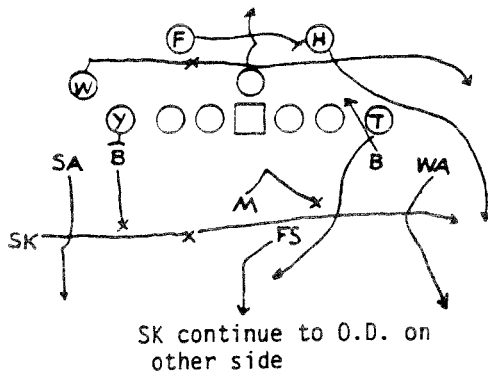 F H
W
Y T
B B
SA WA
M
SK FS
SK continue to O.D. on
other side